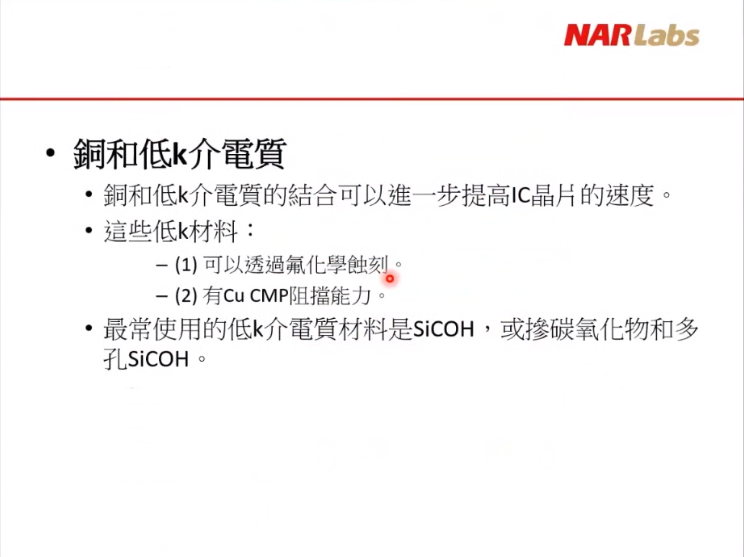 NARLabs
• 銅和低k介電質
• 銅和低k介電質的結合可以進一步提高IC晶片的速度。
• 這些低k材料：
– (1) 可以透過氟化學蝕刻。
– (2) 有Cu CMP阻擋能力。
• 最常使用的低k介電質材料是SiCOH，或摻碳氧化物和多
孔SiCOH。